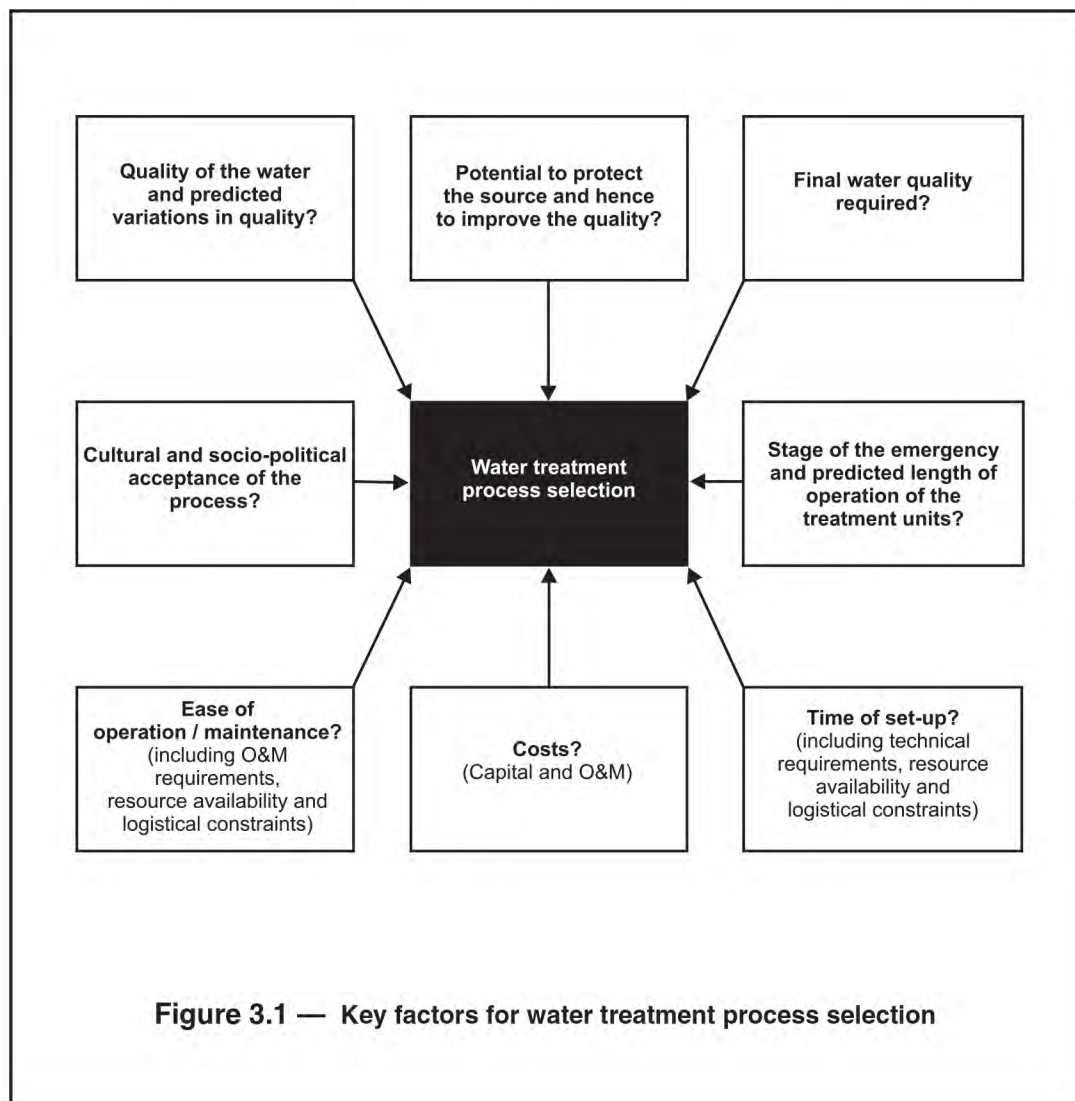 Quality of the water
and predicted
variations in quality?
Potential to protect
the source and hence
to improve the quality?
Final water quality
required?
Cultural and socio-political
acceptance of the
process?
Water treatment
process selection
Stage of the emergency
and predicted length of
operation of the
treatment units?
Ease of
operation / maintenance?
(including O&M
requirements,
resource availability and
logistical constraints)
Costs?
(Capital and O&M)
Time of set-up?
(including technical
requirements, resource
availability and
logistical constraints)
Figure 3.1 — Key factors for water treatment process selection